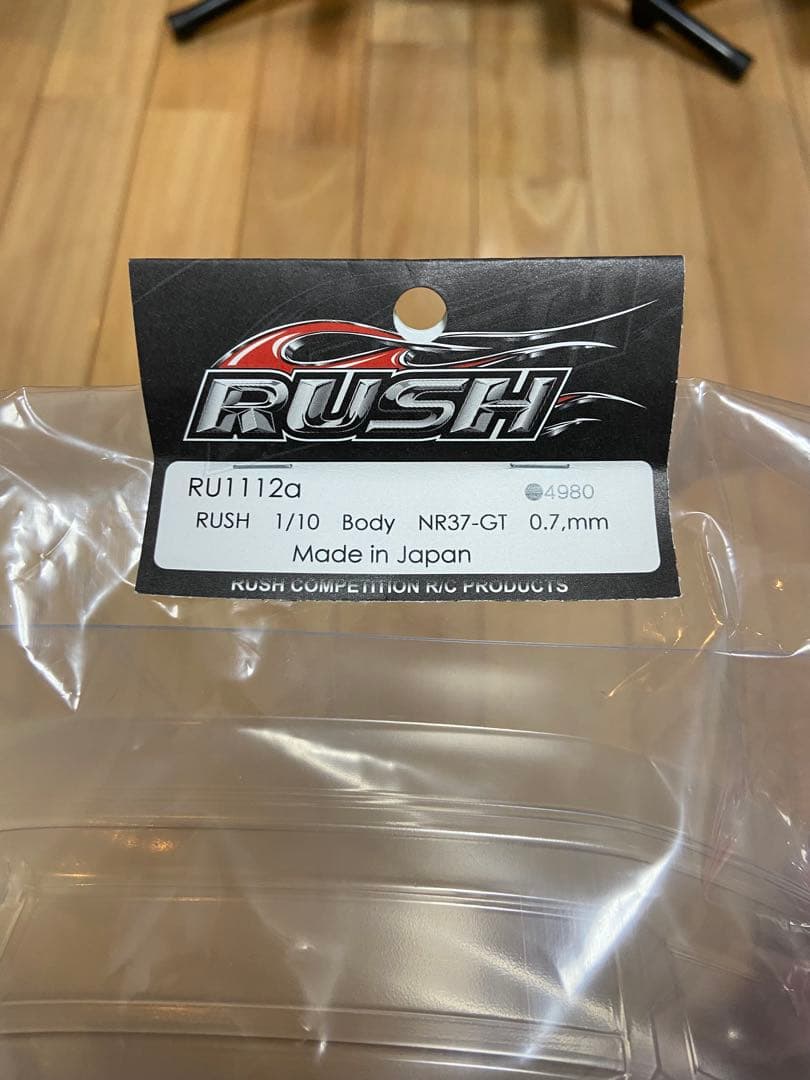 RUSH
RU1112a ●4980
RUSH 1/10 Body NR37-GT 0.7,mm
Made in Japan
RUSH COMPETITION R/C PRODUCTS